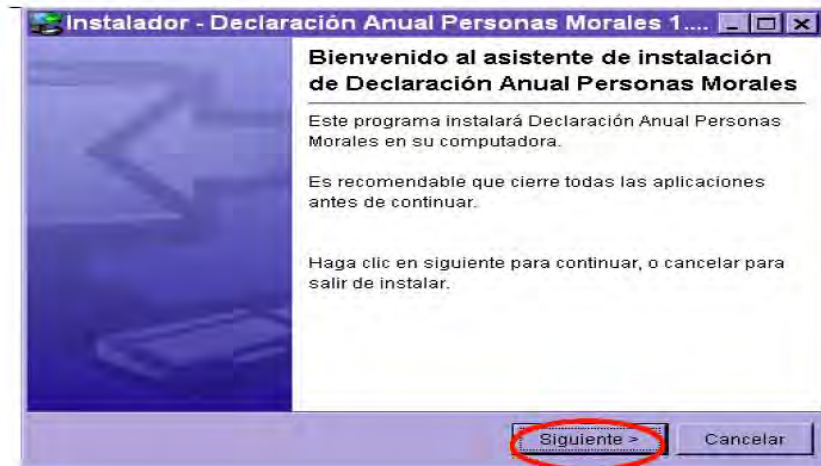 Instalador - Declaración Anual Personas Morales 1....
Bienvenido al asistente de instalación
de Declaración Anual Personas Morales
Este programa instalará Declaración Anual Personas
Morales en su computadora.
Es recomendable que cierre todas las aplicaciones
antes de continuar.
Haga clic en siguiente para continuar, o cancelar para
salir de instalar.
Siguiente >
Cancelar